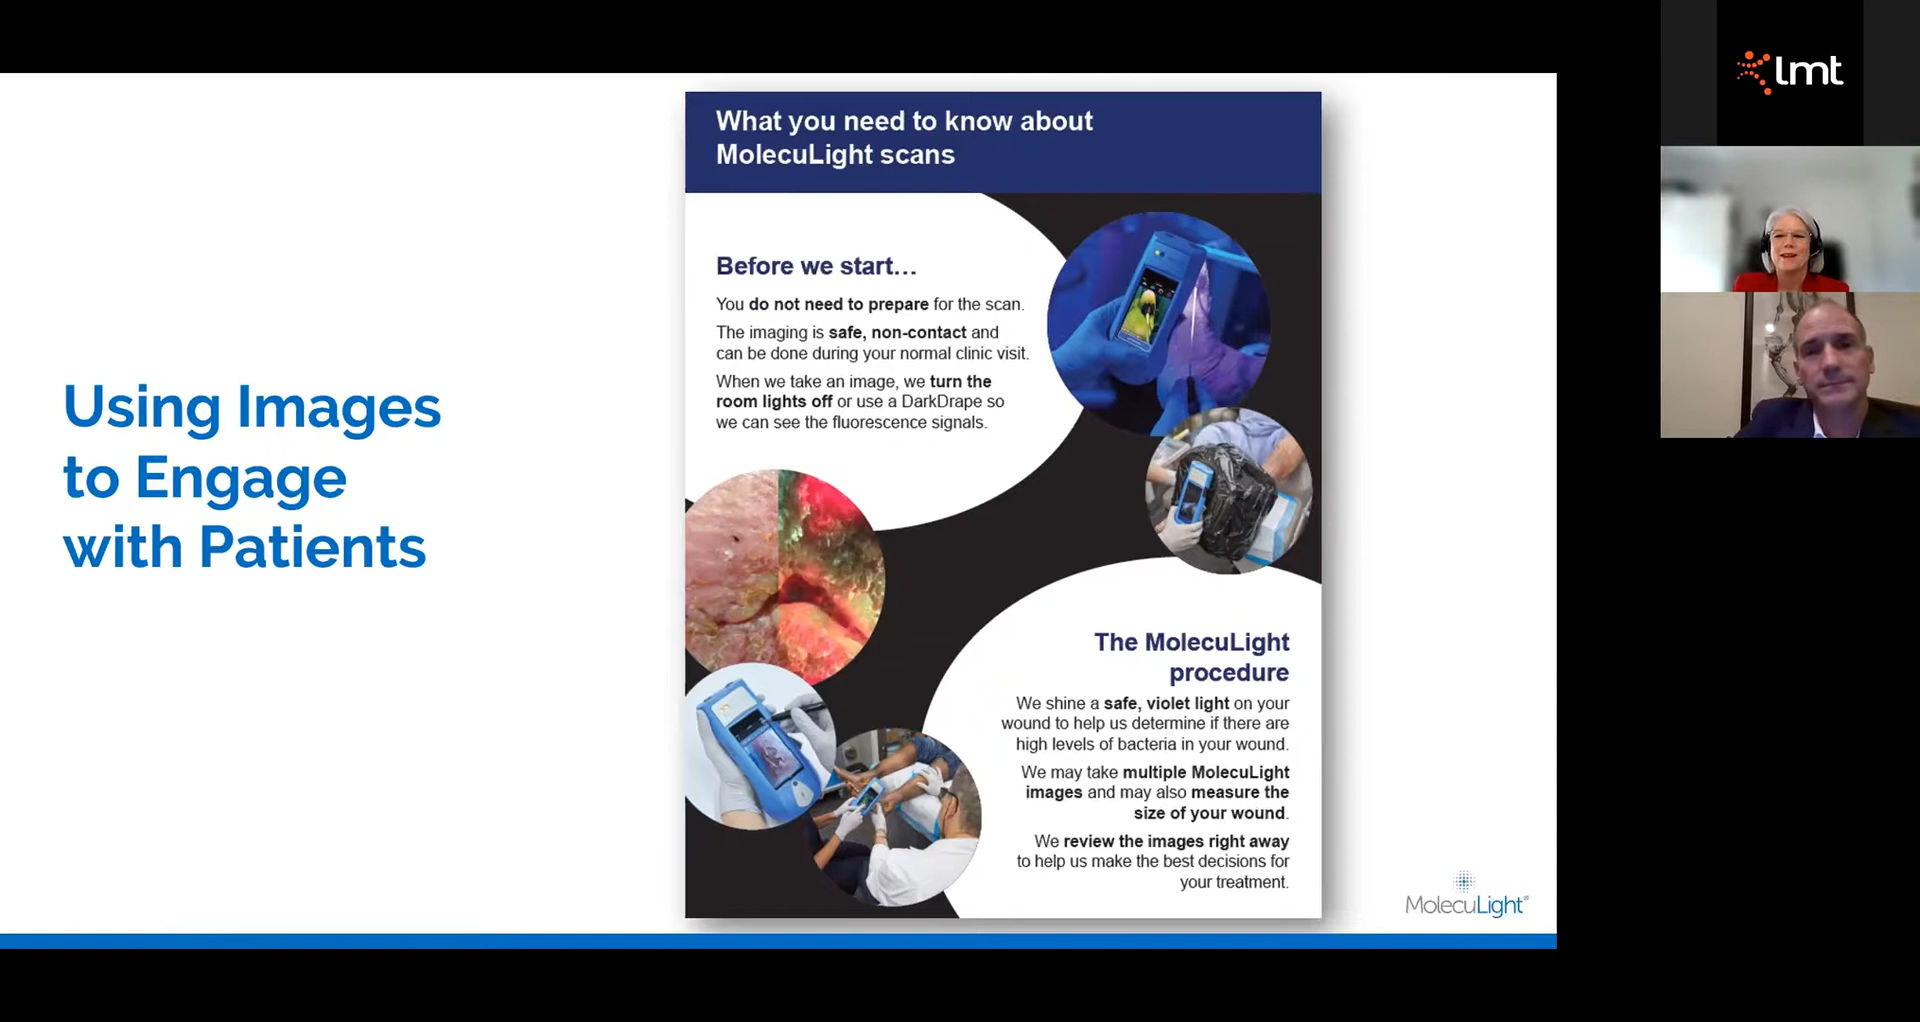 Using Images
to Engage
with Patients
What you need to know about
MolecuLight scans
Before we start...
You do not need to prepare for the scan.
The imaging is safe, non-contact and
can be done during your normal clinic visit.
When we take an image, we turn the
room lights off or use a DarkDrape so
we can see the fluorescence signals.
The MolecuLight
procedure
We shine a safe, violet light on your
wound to help us determine if there are
high levels of bacteria in your wound.
We may take multiple MolecuLight
images and may also measure the
size of your wound.
We review the images right away
to help us make the best decisions for
your treatment.
MolecuLight
lmt